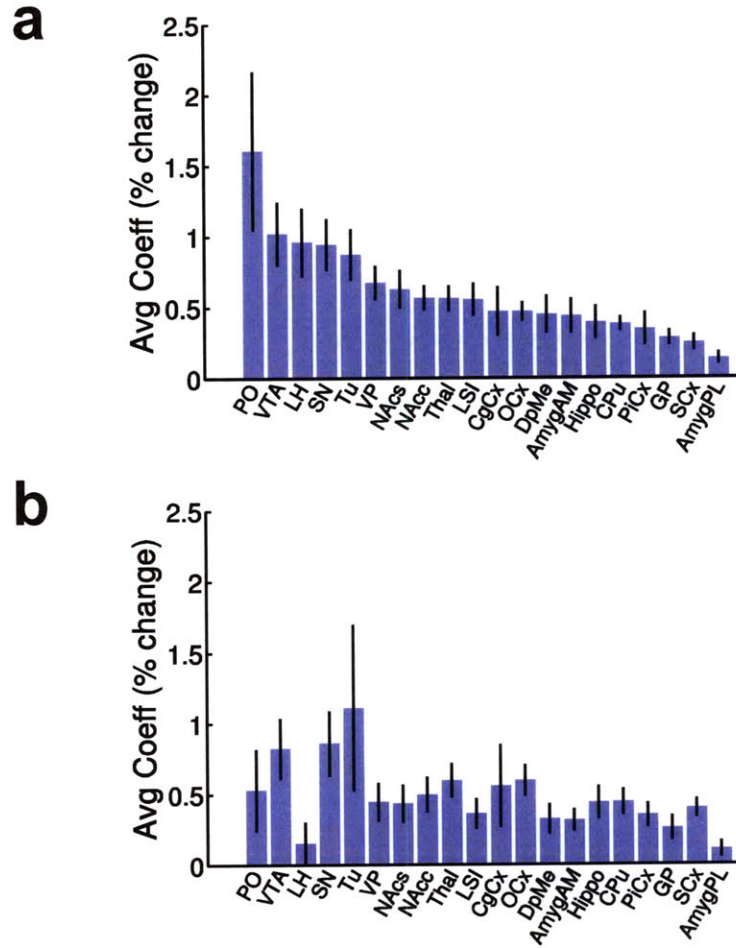 a
Avg Coeff (% change)
2.5
2
1.5
1
0.5
0
PO VTA LH SN Tu VP NAcs NAcc Thal LSI CgCx OCx DpMe AmygAM Hippo CPu PiCx GP SCx AmygPL
b
Avg Coeff (% change)
2.5
2
1.5
1
0.5
0
PO VTA LH SN Tu VP NAcs NAcc Thal LSI CgCx OCx DpMe AmygAM Hippo CPu PiCx GP SCx AmygPL